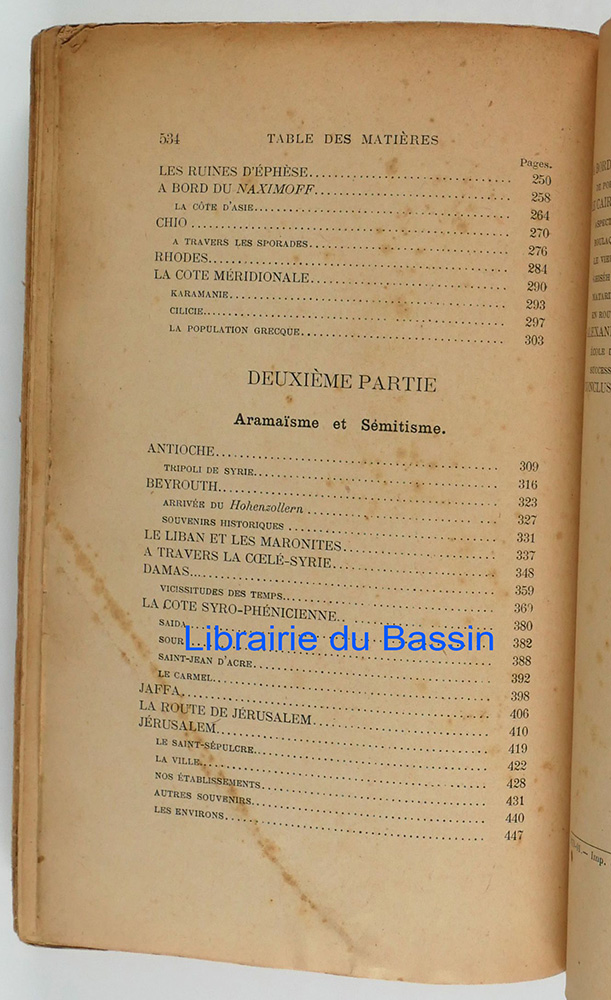 534 TABLE DES MATIÈRES
Pages.
LES RUINES D'ÉPHÈSE 250
A BORD DU NAXIMOFF 258
LA CÔTE D'ASIE 264
CHIO 270
A TRAVERS LES SPORADES 276
RHODES 284
LA COTE MÉRIDIONALE 290
KARAMANIE 293
CILICIE 297
LA POPULATION GRECQUE 303
DEUXIÈME PARTIE
Aramaïsme et Sémitisme.
ANTIOCHE 309
TRIPOLI DE SYRIE 316
BEYROUTH 323
ARRIVÉE DU Hohenzollern 327
SOUVENIRS HISTORIQUES 331
LE LIBAN ET LES MARONITES 337
A TRAVERS LA CŒLÉ-SYRIE 348
DAMAS 359
VICISSITUDES DES TEMPS 369
LA COTE SYRO-PHÉNICIENNE 380
SAIDA 382
SOUR 388
Librairie du Bassin
SAINT-JEAN D'ACRE 392
LE CARMEL 398
JAFFA 406
LA ROUTE DE JÉRUSALEM 410
JÉRUSALEM 419
LE SAINT-SÉPULCRE 422
LA VILLE 428
NOS ÉTABLISSEMENTS 431
AUTRES SOUVENIRS 440
LES ENVIRONS 447
BORD
CAIR
ASPECT
SUCCESS
Imp.